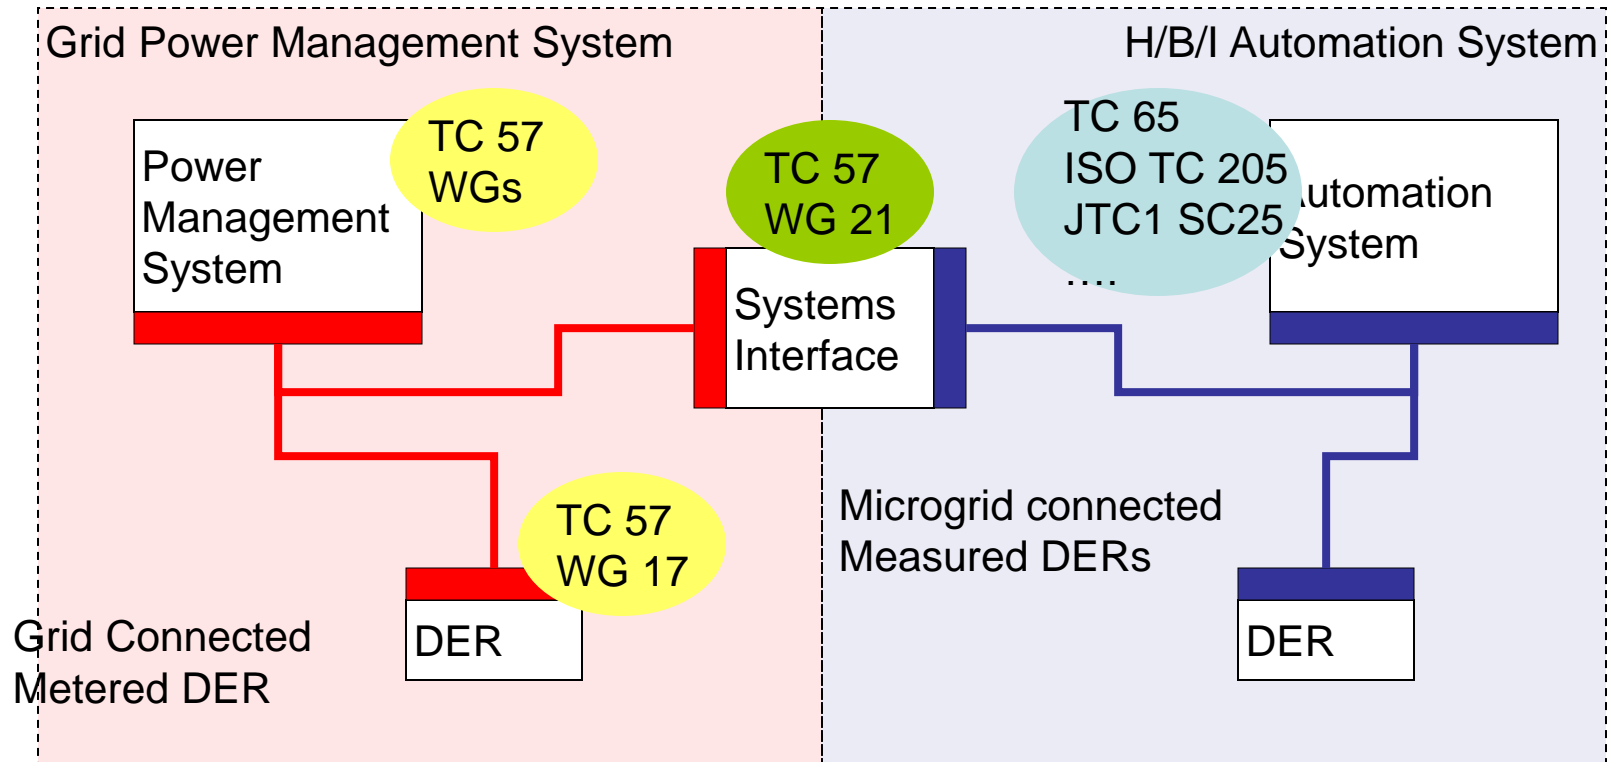 Grid Power Management System
H/B/I Automation System
Power
Management
System
TC 57
WGs
TC 57
WG 21
TC 65
ISO TC 205
JTC1 SC25
....
Automation
System
Systems
Interface
TC 57
WG 17
Microgrid connected
Measured DERs
Grid Connected
Metered DER
DER
DER